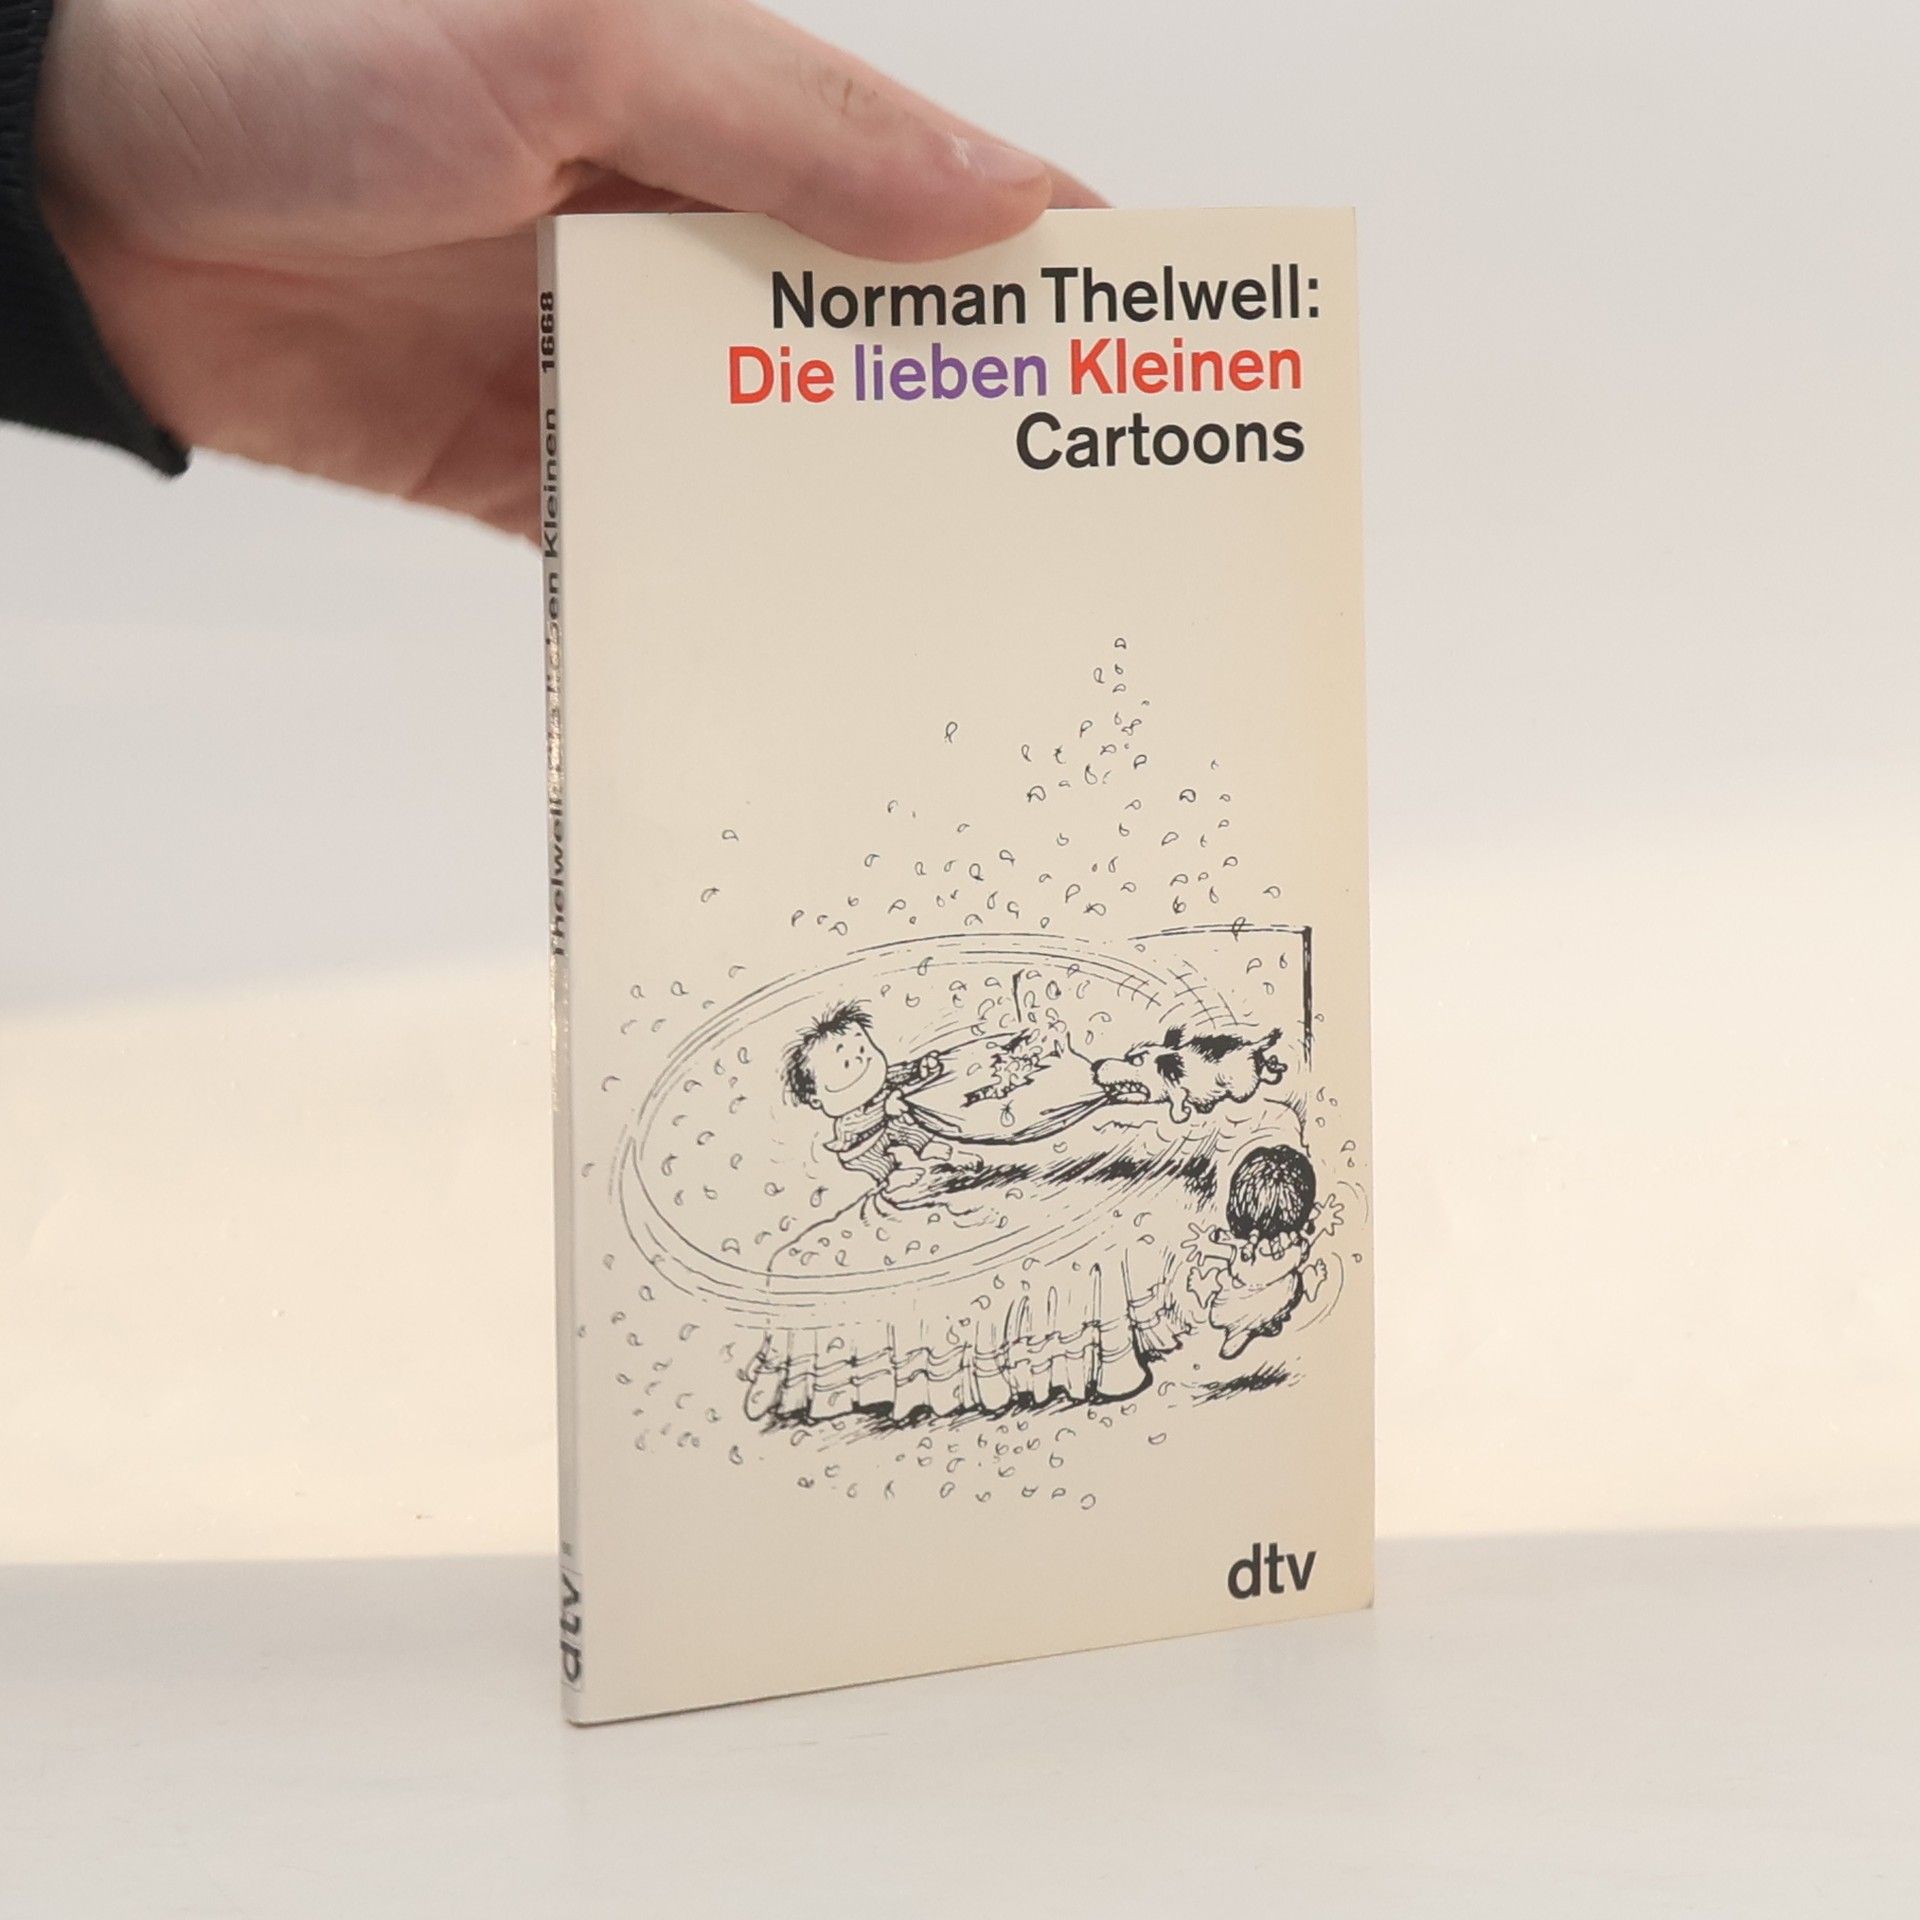 Norman Thelwell:
Die lieben Kleinen
Cartoons
dtv
dtv
Thelwell: Die lieben Kleinen 1668